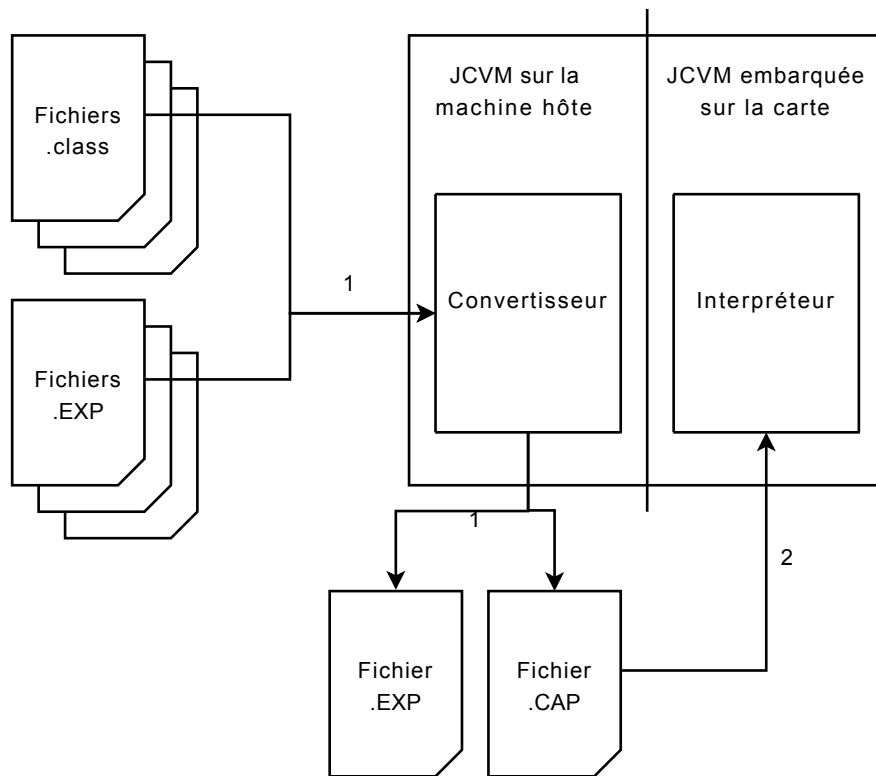 JCVM sur la
machine hôte
JCVM embarquée
sur la carte
Fichiers
.class
1
Convertisseur
Interpréteur
Fichiers
.EXP
1
2
Fichier
.EXP
Fichier
.CAP